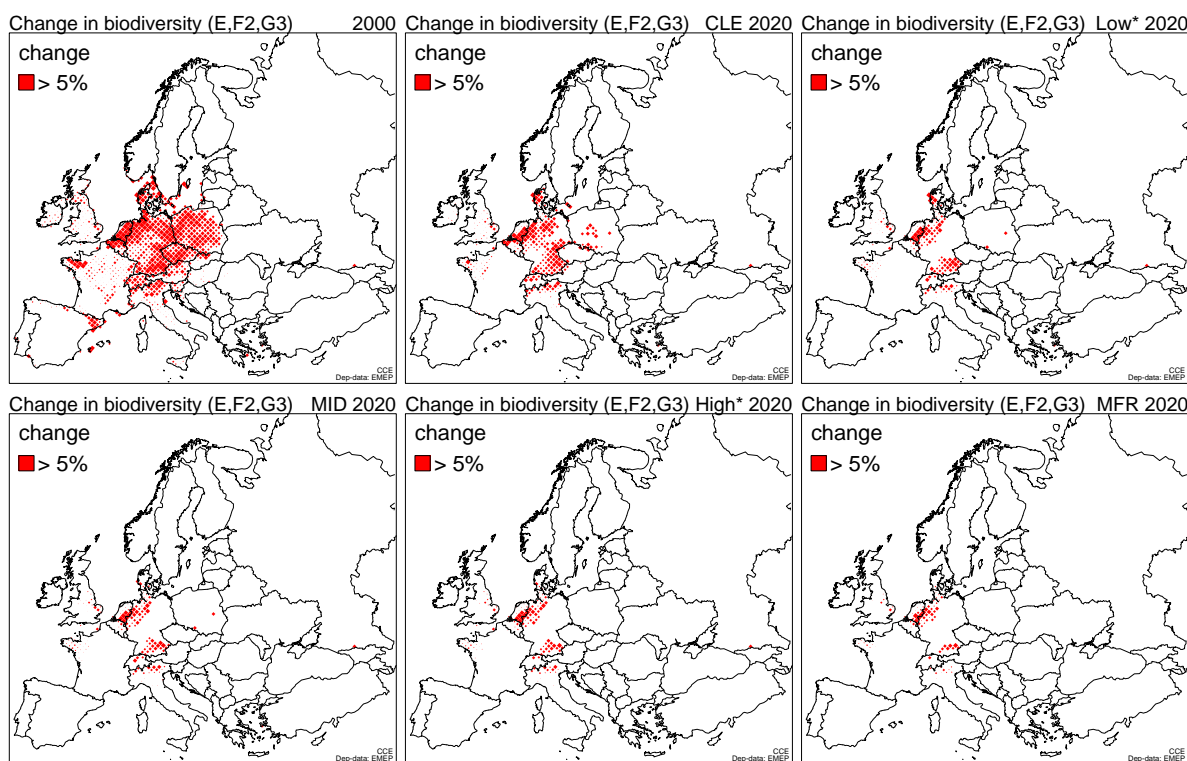 Change in biodiversity (E,F2,G3) 2000
change
> 5%
CCE
Dep-data: EMEP
Change in biodiversity (E,F2,G3) CLE 2020
change
> 5%
CCE
Dep-data: EMEP
Change in biodiversity (E,F2,G3) Low* 2020
change
> 5%
CCE
Dep-data: EMEP
Change in biodiversity (E,F2,G3) MID 2020
change
> 5%
CCE
Dep-data: EMEP
Change in biodiversity (E,F2,G3) High* 2020
change
> 5%
CCE
Dep-data: EMEP
Change in biodiversity (E,F2,G3) MFR 2020
change
> 5%
CCE
Dep-data: EMEP